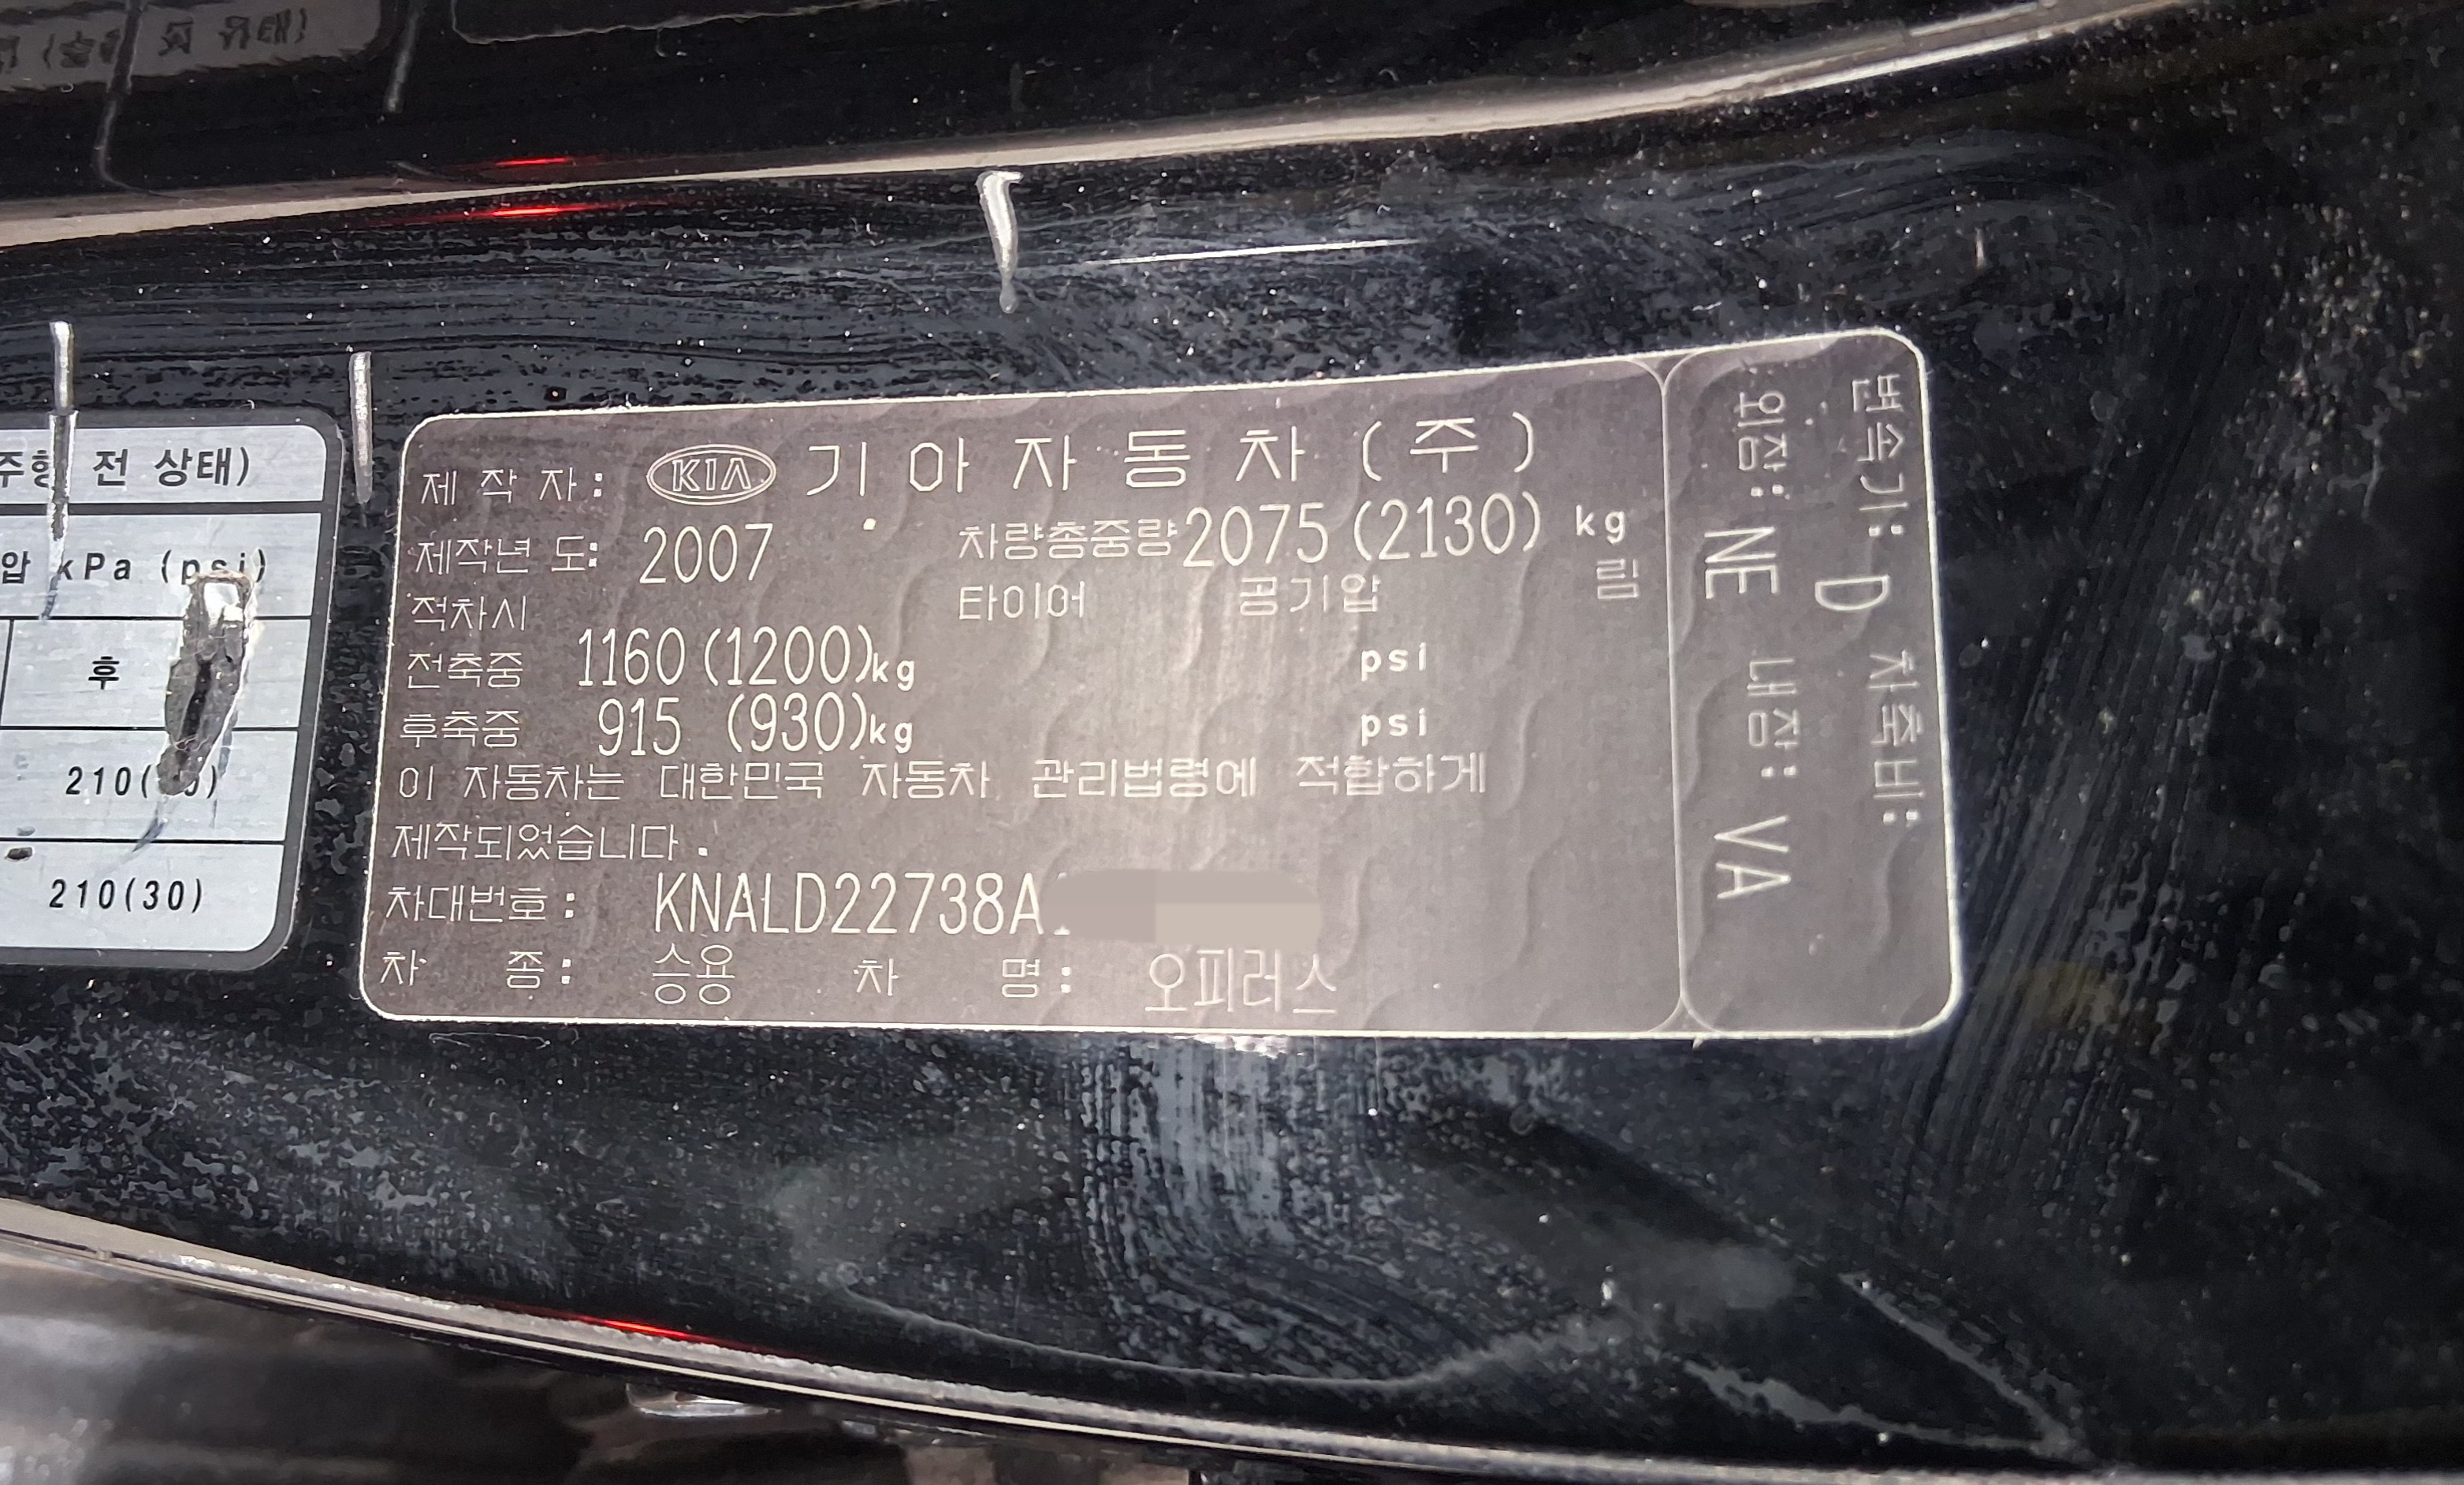 전 상태)
압 kPa (psi)
후
210(30)
제 작 자: KIA 기 아 자 동 차 (주)
제작년 도: 2007 차량총중량 2075 (2130) kg
적차시 타이어 공기압 림
전축중 1160 (1200)kg psi
후축중 915 (930)kg psi
이 자동차는 대한민국 자동차 관리법령에 적합하게
제작되었습니다.
차대번호: KNALD22738A
차 종: 승용 차 명: 오피러스
변속기: D 차축비:
외장: NE 내장: VA